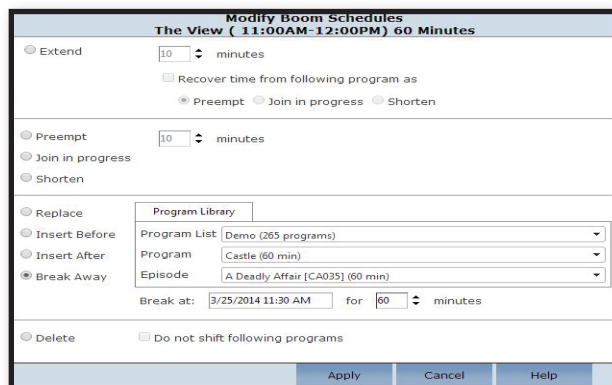 Modify Boom Schedules
The View ( 11:00AM-12:00PM) 60 Minutes
Extend 10 minutes
Recover time from following program as
Preempt Join in progress Shorten
Preempt 10 minutes
Join in progress
Shorten
Replace Program Library
Insert Before Program List Demo (265 programs)
Insert After Program Castle (60 min)
Break Away Episode A Deadly Affair [CA035] (60 min)
Break at: 3/25/2014 11:30 AM for 60 minutes
Delete Do not shift following programs
Apply Cancel Help